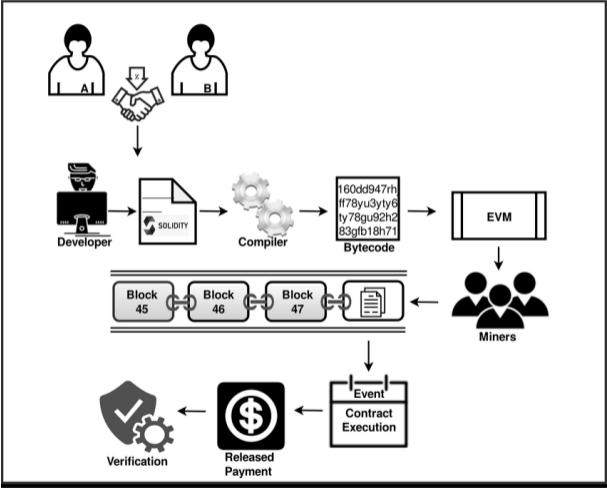 A
B
X
Developer
SOLIDITY
Compiler
160dd947rh
ff78yu3yty6
ty78gu92h2
83gfb18h71
Bytecode
EVM
Block
45
Block
46
Block
47
Miners
Event
Contract
Execution
$
Released
Payment
Verification